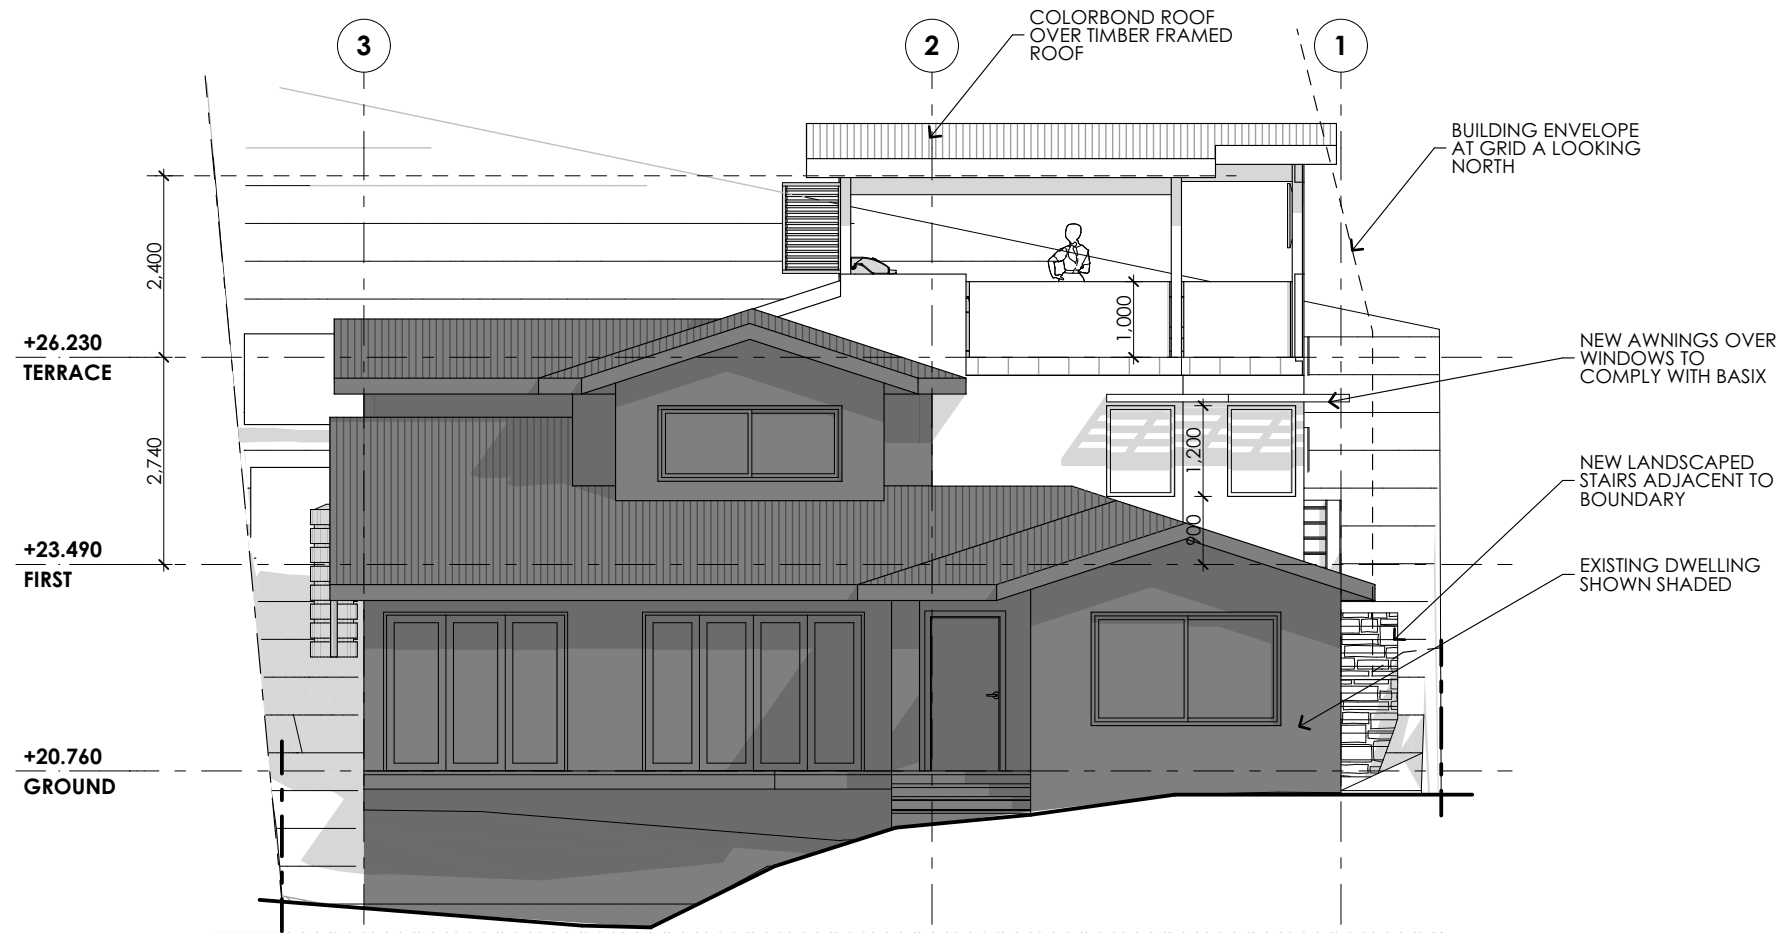 3
2
1
COLORBOND ROOF
OVER TIMBER FRAMED
ROOF
BUILDING ENVELOPE
AT GRID A LOOKING
NORTH
2,400
1,000
+26.230
TERRACE
NEW AWNINGS OVER
WINDOWS TO
COMPLY WITH BASIX
2,740
1,200
NEW LANDSCAPED
STAIRS ADJACENT TO
BOUNDARY
900
+23.490
FIRST
EXISTING DWELLING
SHOWN SHADED
+20.760
GROUND